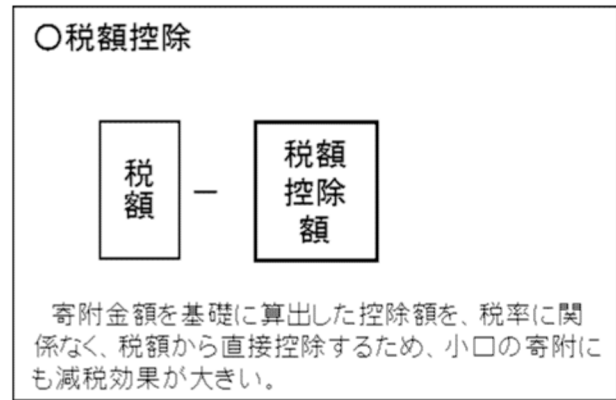 ○税額控除
税額
－
税額
控除
額
寄附金額を基礎に算出した控除額を、税率に関
係なく、税額から直接控除するため、小口の寄附に
も減税効果が大きい。